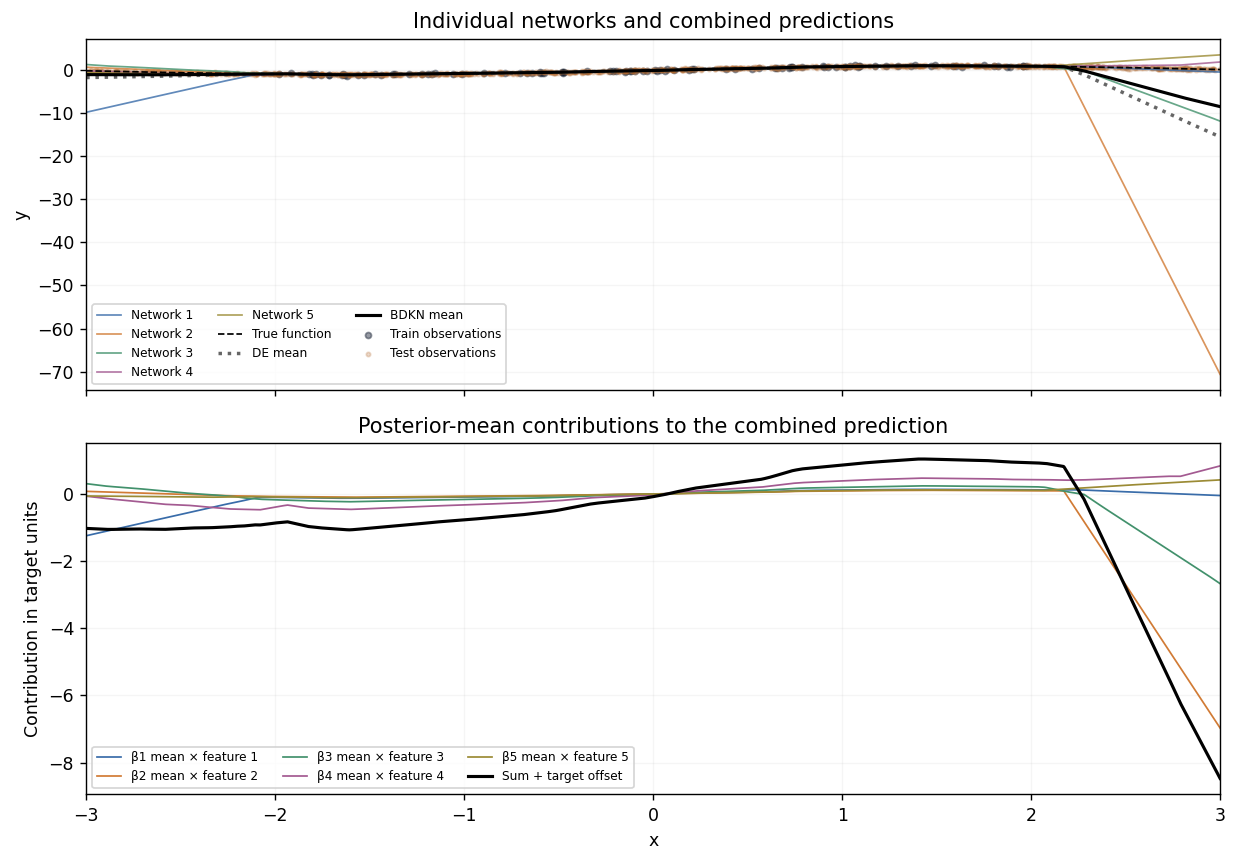 Individual networks and combined predictions
0
−10
−20
−30
−40
−50
−60
−70
y
Network 1
Network 2
Network 3
Network 4
Network 5
True function
DE mean
BDKN mean
Train observations
Test observations
Posterior-mean contributions to the combined prediction
0
−2
−4
−6
−8
Contribution in target units
β1 mean × feature 1
β2 mean × feature 2
β3 mean × feature 3
β4 mean × feature 4
β5 mean × feature 5
Sum + target offset
−3
−2
−1
0
1
2
3
x